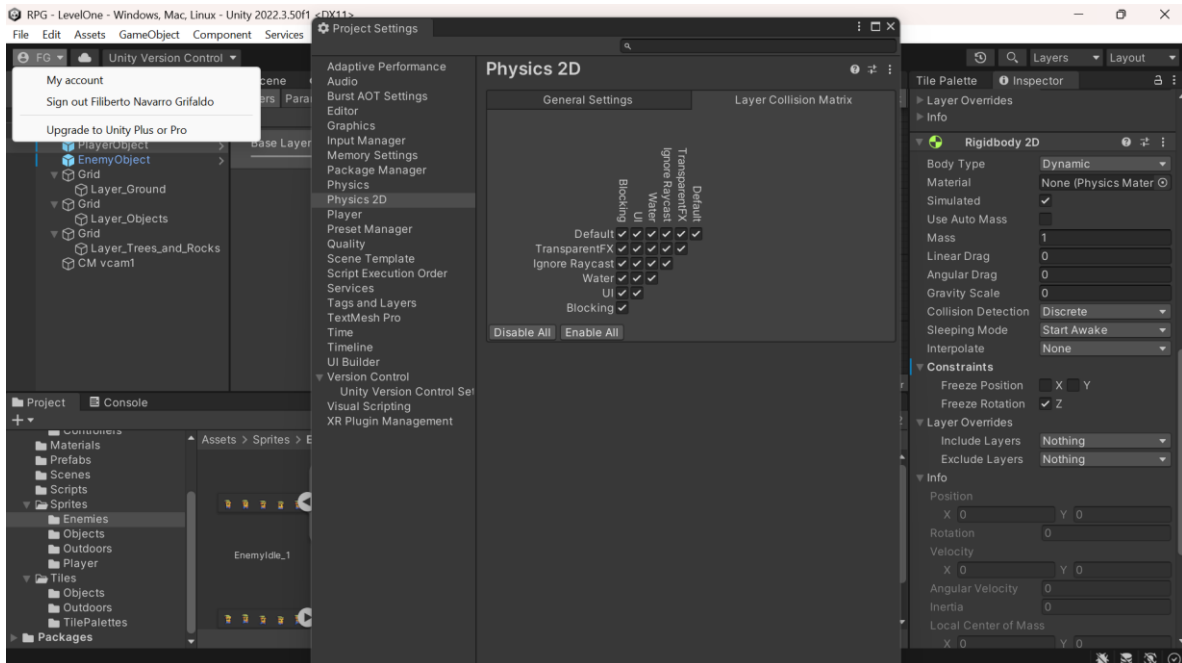 RPG - LevelOne - Windows, Mac, Linux - Unity 2022.3.50f1 <DX11>
File Edit Assets GameObject Component Services
FG
Unity Version Control
Layers
Layout
My account
Sign out Filiberto Navarro Grifaldo
Upgrade to Unity Plus or Pro
PlayerObject
EnemyObject
Grid
Layer_Ground
Grid
Layer_Objects
Grid
Layer_Trees_and_Rocks
CM vcam1
Base Layer
Project Settings
Adaptive Performance
Audio
Burst AOT Settings
Editor
Graphics
Input Manager
Memory Settings
Package Manager
Physics
Physics 2D
Player
Preset Manager
Quality
Scene Template
Script Execution Order
Services
Tags and Layers
TextMesh Pro
Time
Timeline
UI Builder
Version Control
Unity Version Control Set
Visual Scripting
XR Plugin Management
Physics 2D
General Settings
Layer Collision Matrix
Blocking
UI
Water
Ignore Raycast
TransparentFX
Default
Default
TransparentFX
Ignore Raycast
Water
UI
Blocking
Disable All
Enable All
Tile Palette
Inspector
Layer Overrides
Info
Rigidbody 2D
Body Type Dynamic
Material None (Physics Mater
Simulated
Use Auto Mass
Mass 1
Linear Drag 0
Angular Drag 0
Gravity Scale 0
Collision Detection Discrete
Sleeping Mode Start Awake
Interpolate None
Constraints
Freeze Position X Y
Freeze Rotation Z
Layer Overrides
Include Layers Nothing
Exclude Layers Nothing
Info
Position
X 0 Y 0
Rotation 0
Velocity
X 0 Y 0
Angular Velocity 0
Inertia 0
Local Center of Mass
X 0 Y 0
Project
Console
Materials
Prefabs
Scenes
Scripts
Sprites
Enemies
Objects
Outdoors
Player
Tiles
Objects
Outdoors
TilePalettes
Packages
Assets > Sprites > E
EnemyIdle_1